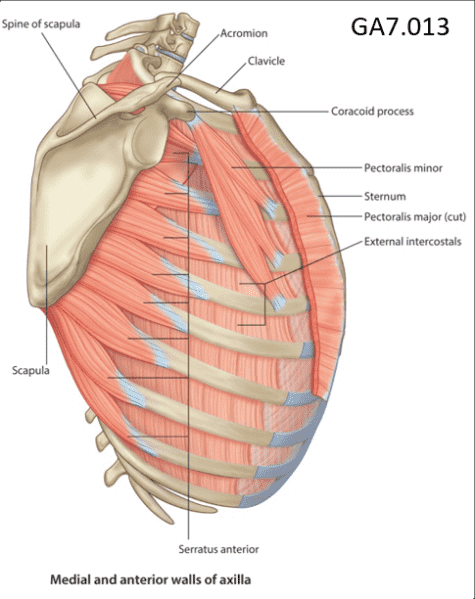 GA7.013
Spine of scapula
Acromion
Clavicle
Coracoid process
Pectoralis minor
Sternum
Pectoralis major (cut)
External intercostals
Scapula
Serratus anterior
Medial and anterior walls of axilla